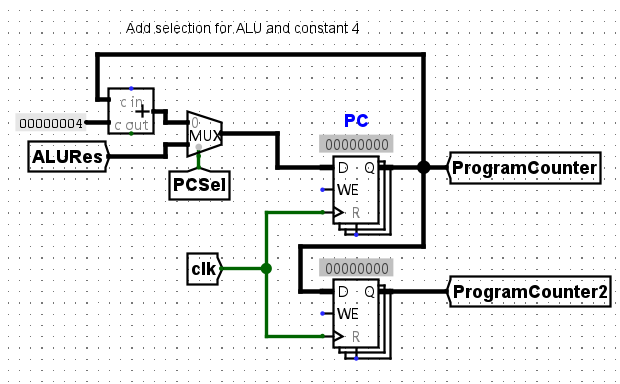 Add selection for ALU and constant 4
c in
+
00000004
c out
0
MUX
ALURes
PCSel
PC
00000000
D Q
WE
R
ProgramCounter
clk
00000000
D Q
WE
R
ProgramCounter2